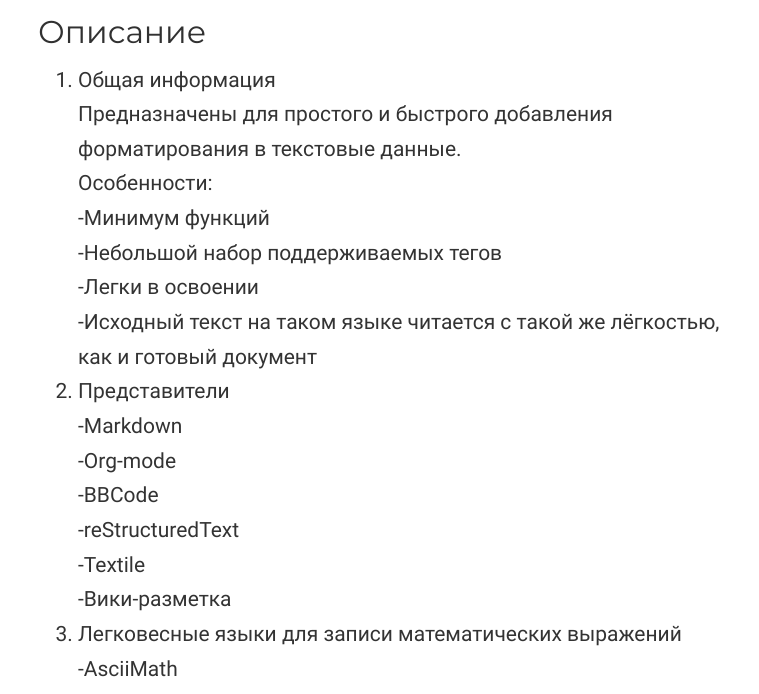 Описание
1. Общая информация
Предназначены для простого и быстрого добавления
форматирования в текстовые данные.
Особенности:
-Минимум функций
-Небольшой набор поддерживаемых тегов
-Легки в освоении
-Исходный текст на таком языке читается с такой же лёгкостью,
как и готовый документ
2. Представители
-Markdown
-Org-mode
-BBCode
-reStructuredText
-Textile
-Вики-разметка
3. Легковесные языки для записи математических выражений
-AsciiMath